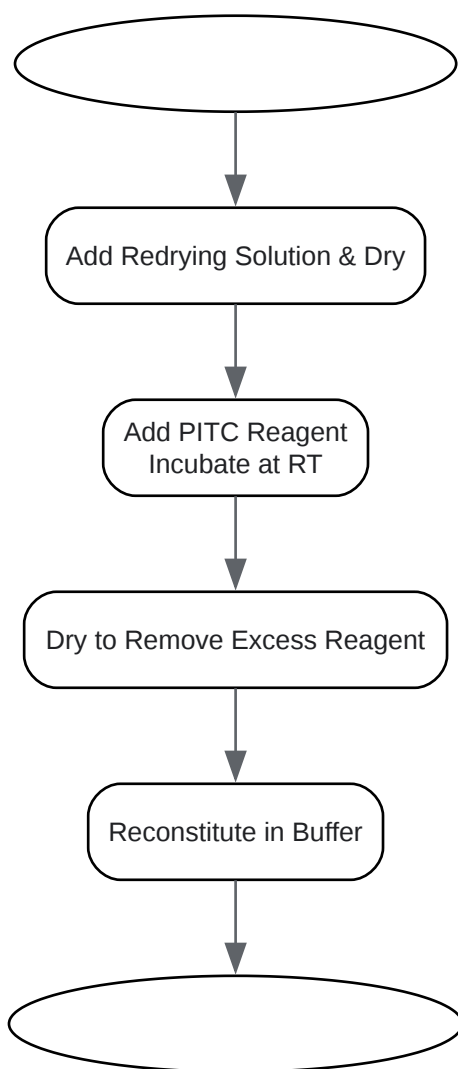 Add Redrying Solution & Dry
Add PITC Reagent
Incubate at RT
Dry to Remove Excess Reagent
Reconstitute in Buffer